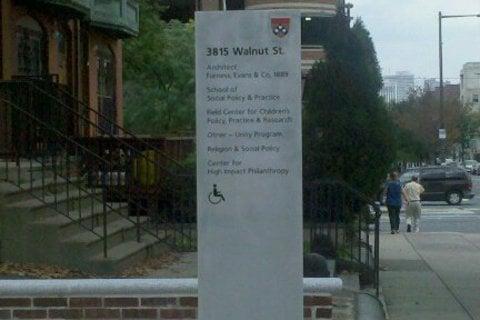 3815 Walnut St.
Architect
Furness, Evans & Co, 1889
School of
Social Policy & Practice
Field Center for Children's
Policy, Practice & Research
Ortner - Unity Program
Religion & Social Policy
Center for
High Impact Philanthropy